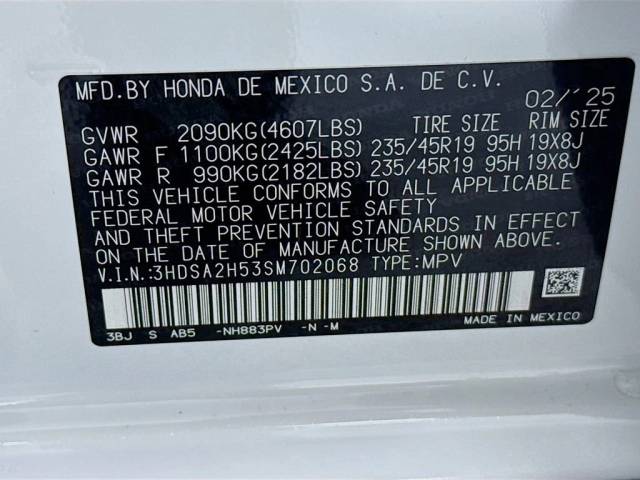 MFD.BY HONDA DE MEXICO S.A. DE C.V. 02/'25
GVWR 2090KG(4607LBS) TIRE SIZE RIM SIZE
GAWR F 1100KG(2425LBS) 235/45R19 95H 19X8J
GAWR R 990KG(2182LBS) 235/45R19 95H 19X8J
THIS VEHICLE CONFORMS TO ALL APPLICABLE
FEDERAL MOTOR VEHICLE SAFETY
AND THEFT PREVENTION STANDARDS IN EFFECT
ON THE DATE OF MANUFACTURE SHOWN ABOVE.
V.I.N.:3HDSA2H53SM702068 TYPE:MPV
3BJ S AB5 -NH883PV -N -M MADE IN MEXICO